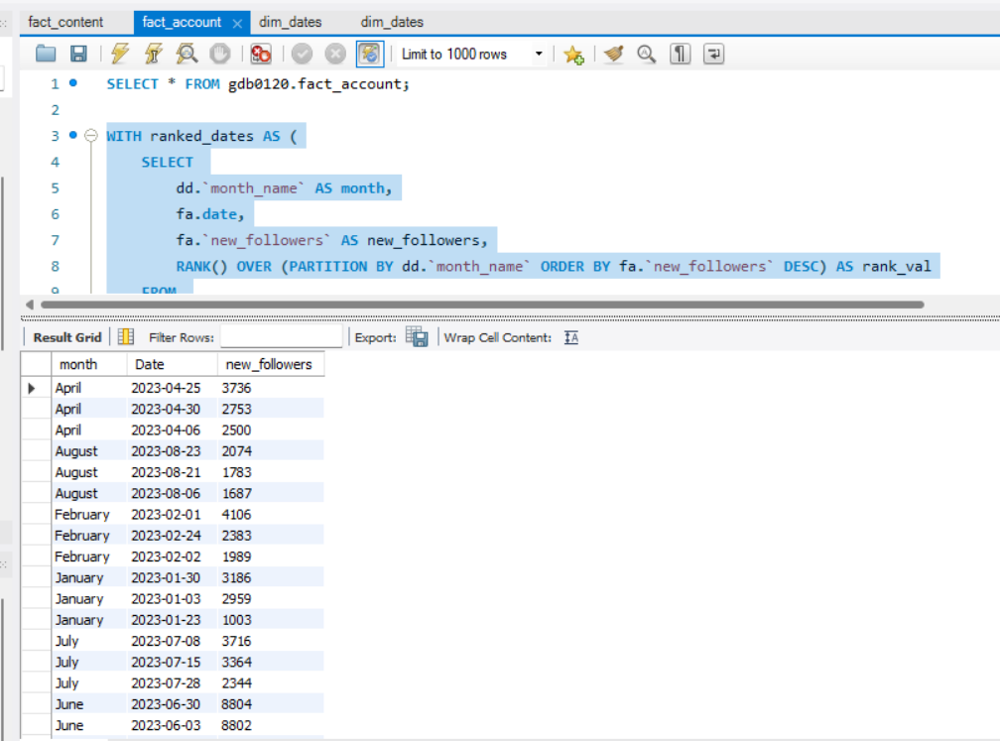 fact_content fact_account dim_dates dim_dates
Limit to 1000 rows
1 SELECT * FROM gdb0120.fact_account;
2
3 WITH ranked_dates AS (
4 SELECT
5 dd.`month_name` AS month,
6 fa.date,
7 fa.`new_followers` AS new_followers,
8 RANK() OVER (PARTITION BY dd.`month_name` ORDER BY fa.`new_followers` DESC) AS rank_val
9 FROM
Result Grid Filter Rows: Export: Wrap Cell Content: IA
month Date new_followers
April 2023-04-25 3736
April 2023-04-30 2753
April 2023-04-06 2500
August 2023-08-23 2074
August 2023-08-21 1783
August 2023-08-06 1687
February 2023-02-01 4106
February 2023-02-24 2383
February 2023-02-02 1989
January 2023-01-30 3186
January 2023-01-03 2959
January 2023-01-23 1003
July 2023-07-08 3716
July 2023-07-15 3364
July 2023-07-28 2344
June 2023-06-30 8804
June 2023-06-03 8802